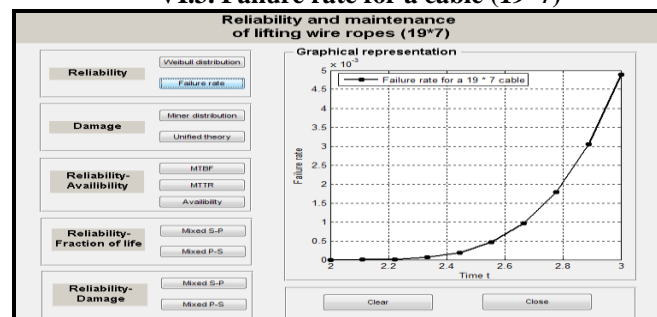 VI.3. Failure rate for a cable (19*7)
Reliability and maintenance
of lifting wire ropes (19*7)
Reliability
Weibull distribution
Failure rate
Damage
Miner distribution
Unified theory
Reliability-
Availibility
MTBF
MTTR
Availibility
Reliability-
Fraction of life
Mixed S-P
Mixed P-S
Reliability-
Damage
Mixed S-P
Mixed P-S
Graphical representation
× 10⁻³
Failure rate for a 19 * 7 cable
5
4.5
4
3.5
3
2.5
2
1.5
1
0.5
0
Failure rate
2
2.2
2.4
2.6
2.8
3
Time t
Clear
Close